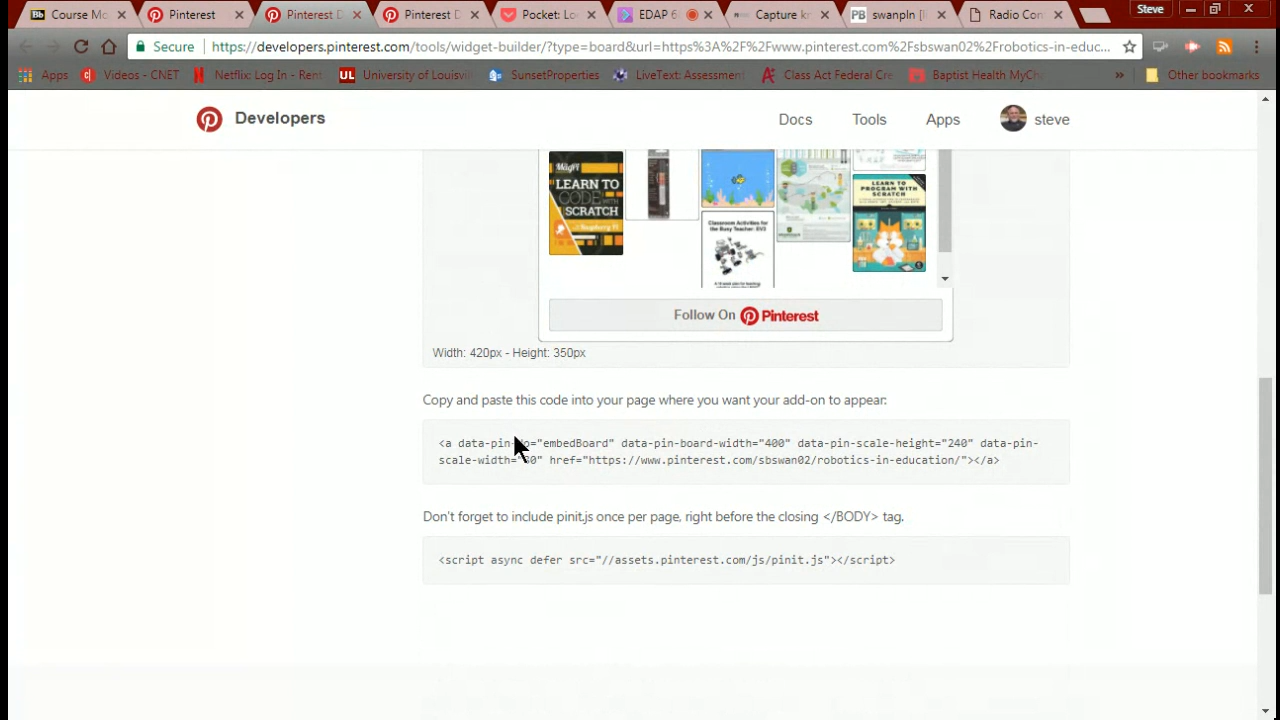 Steve
Course Mo
Pinterest
Pinterest D
Pinterest D
Pocket: Lo
EDAP 6
Capture k
swanpln [
Radio Con
Secure
https://developers.pinterest.com/tools/widget-builder/?type=board&url=https%3A%2F%2Fwww.pinterest.com%2Fsbswan02%2Frobotics-in-educ...
Apps
Videos - CNET
Netflix: Log In - Rent
University of Louisvi
SunsetProperties
LiveText: Assessment
Class Act Federal Cre
Baptist Health MyCh
»
Other bookmarks
Developers
Docs
Tools
Apps
steve
MagPi
LEARN TO
CODE WITH
SCRATCH
LEARN TO
PROGRAM WITH
SCRATCH
Classroom Activities for
the Busy Teacher: EV3
Follow On Pinterest
Width: 420px - Height: 350px
Copy and paste this code into your page where you want your add-on to appear:
<a data-pin-do="embedBoard" data-pin-board-width="400" data-pin-scale-height="240" data-pin-
scale-width="80" href="https://www.pinterest.com/sbswan02/robotics-in-education/"></a>
Don't forget to include pinit.js once per page, right before the closing </BODY> tag.
<script async defer src="//assets.pinterest.com/js/pinit.js"></script>